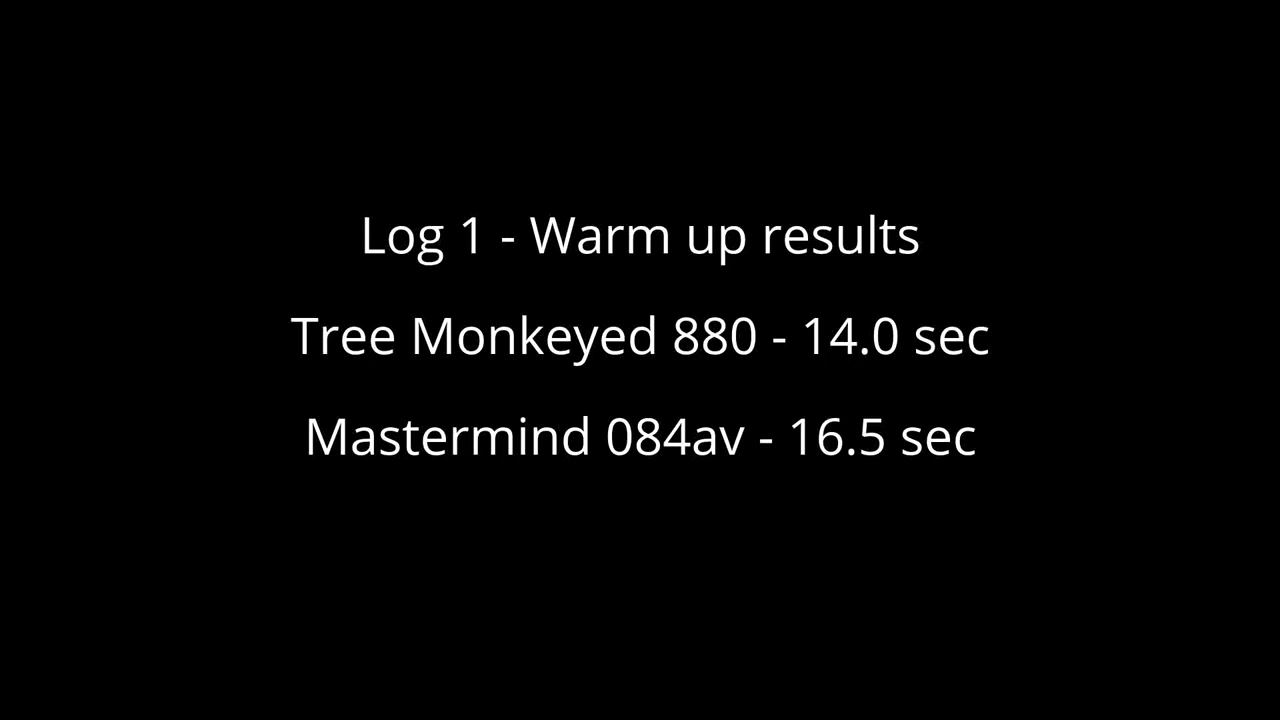 Log 1 - Warm up results
Tree Monkeyed 880 - 14.0 sec
Mastermind 084av - 16.5 sec